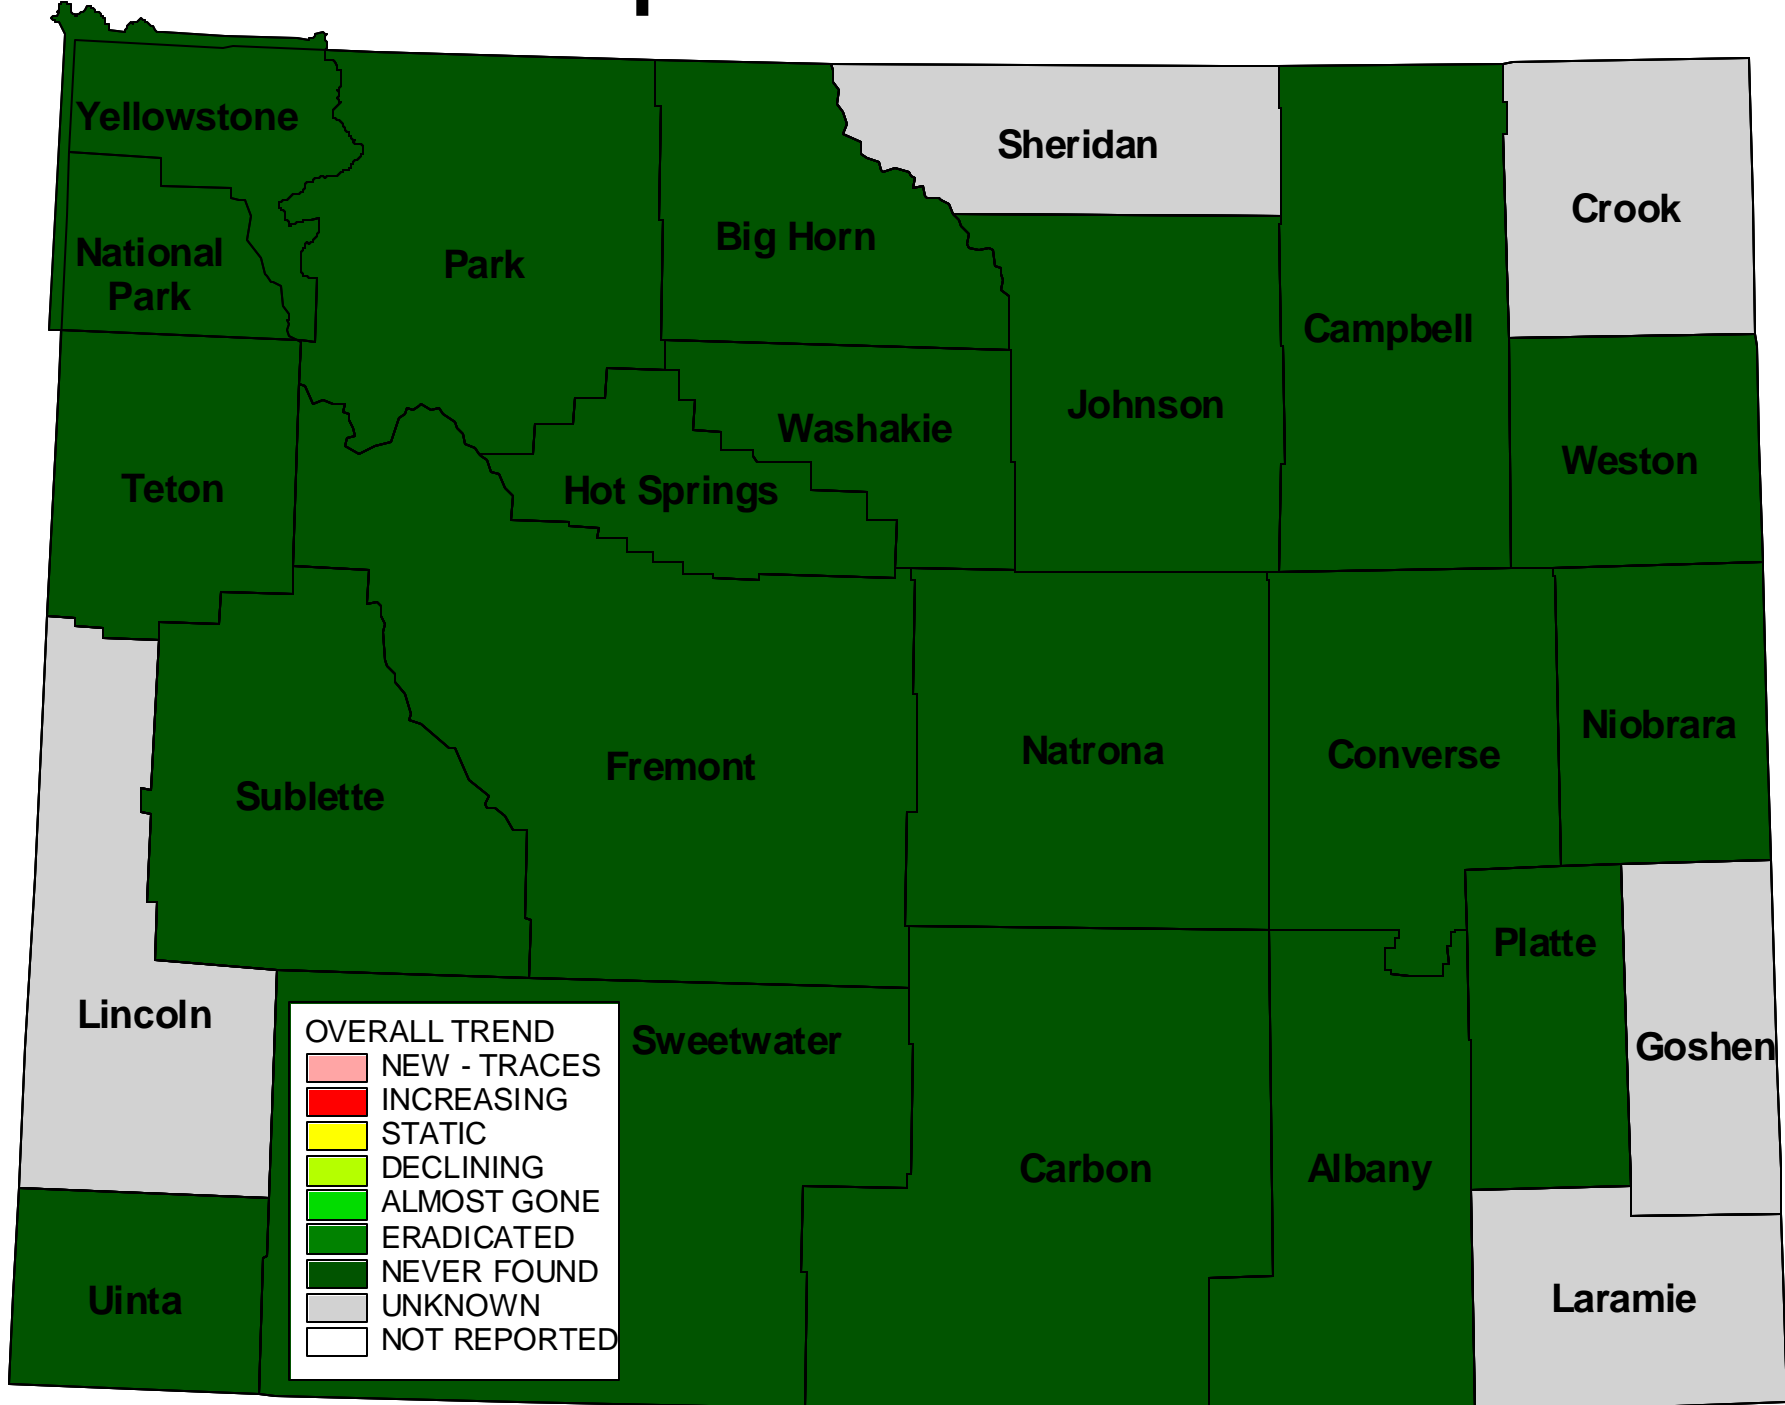 Yellowstone
Sheridan
Crook
Big Horn
National
Park
Park
Campbell
Johnson
Washakie
Weston
Teton
Hot Springs
Niobrara
Natrona
Converse
Fremont
Sublette
Platte
Lincoln
Sweetwater
Goshen
Carbon
Albany
Uinta
Laramie
OVERALL TREND
NEW - TRACES
INCREASING
STATIC
DECLINING
ALMOST GONE
ERADICATED
NEVER FOUND
UNKNOWN
NOT REPORTED